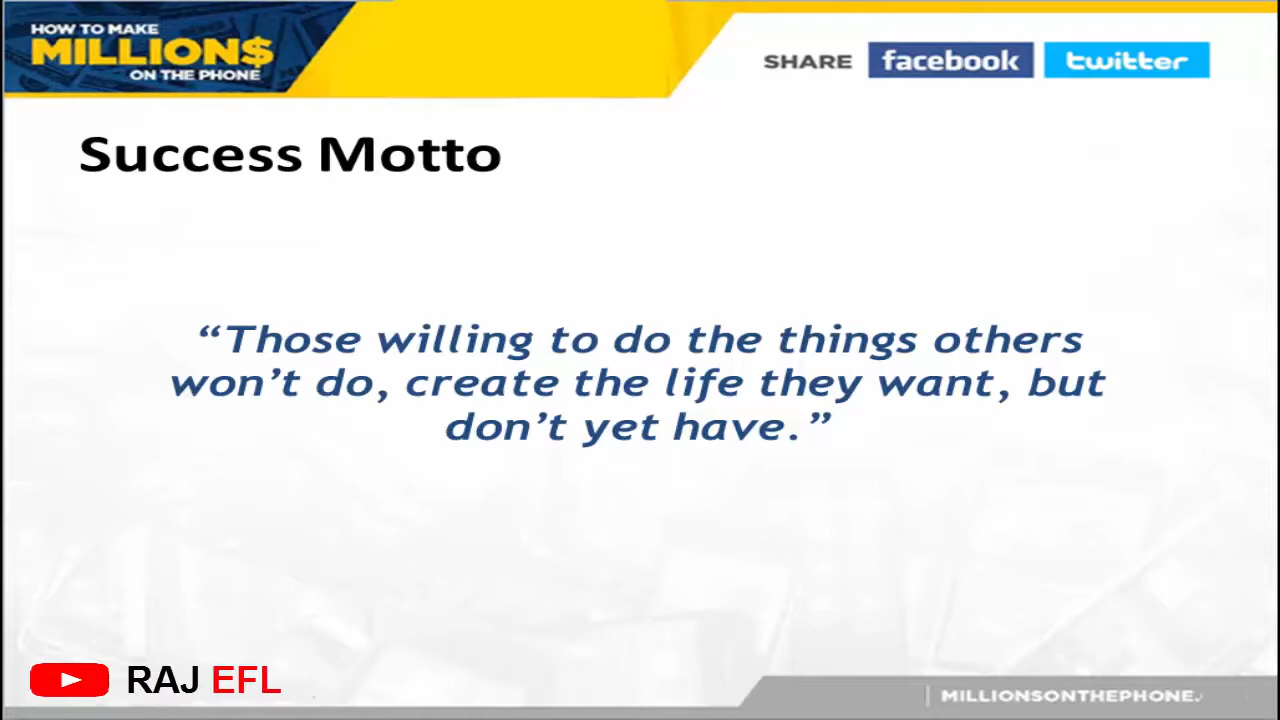 HOW TO MAKE
MILLION$
ON THE PHONE
SHARE facebook twitter
Success Motto
“Those willing to do the things others
won’t do, create the life they want, but
don’t yet have.”
RAJ EFL
MILLIONSONTHEPHONE.